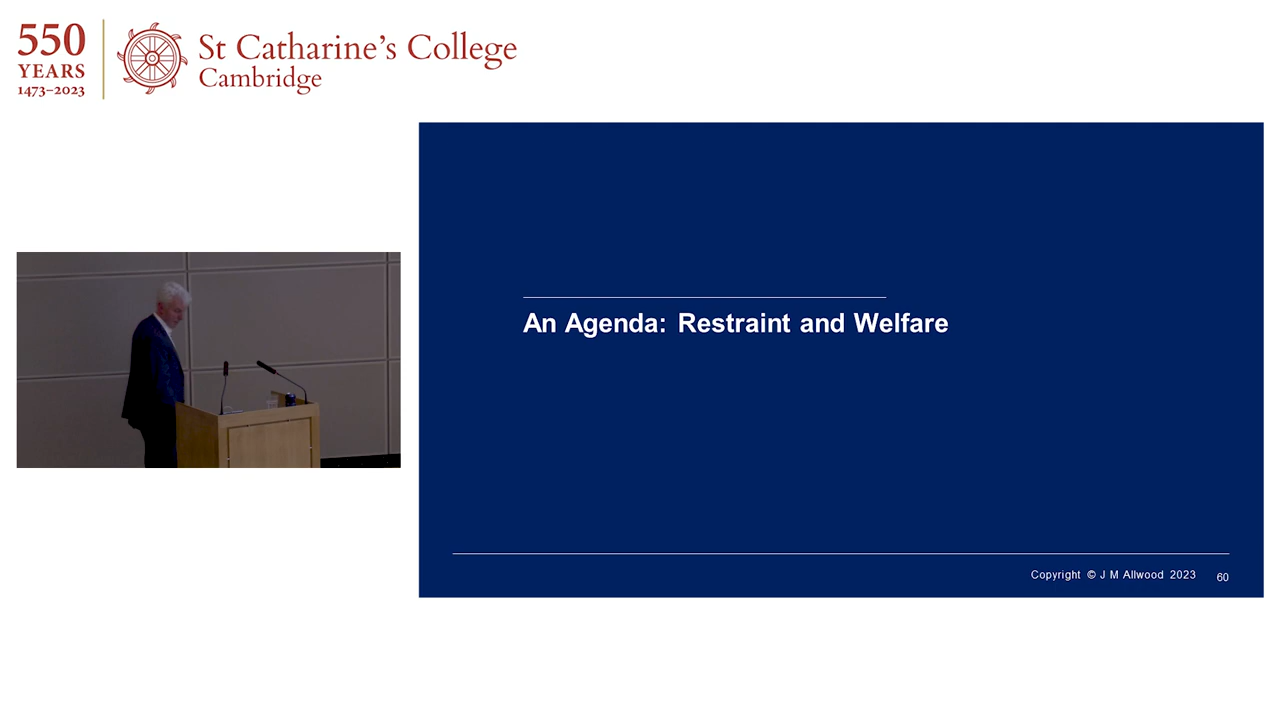 550
YEARS
1473–2023
St Catharine's College
Cambridge
An Agenda: Restraint and Welfare
Copyright © J M Allwood 2023
60